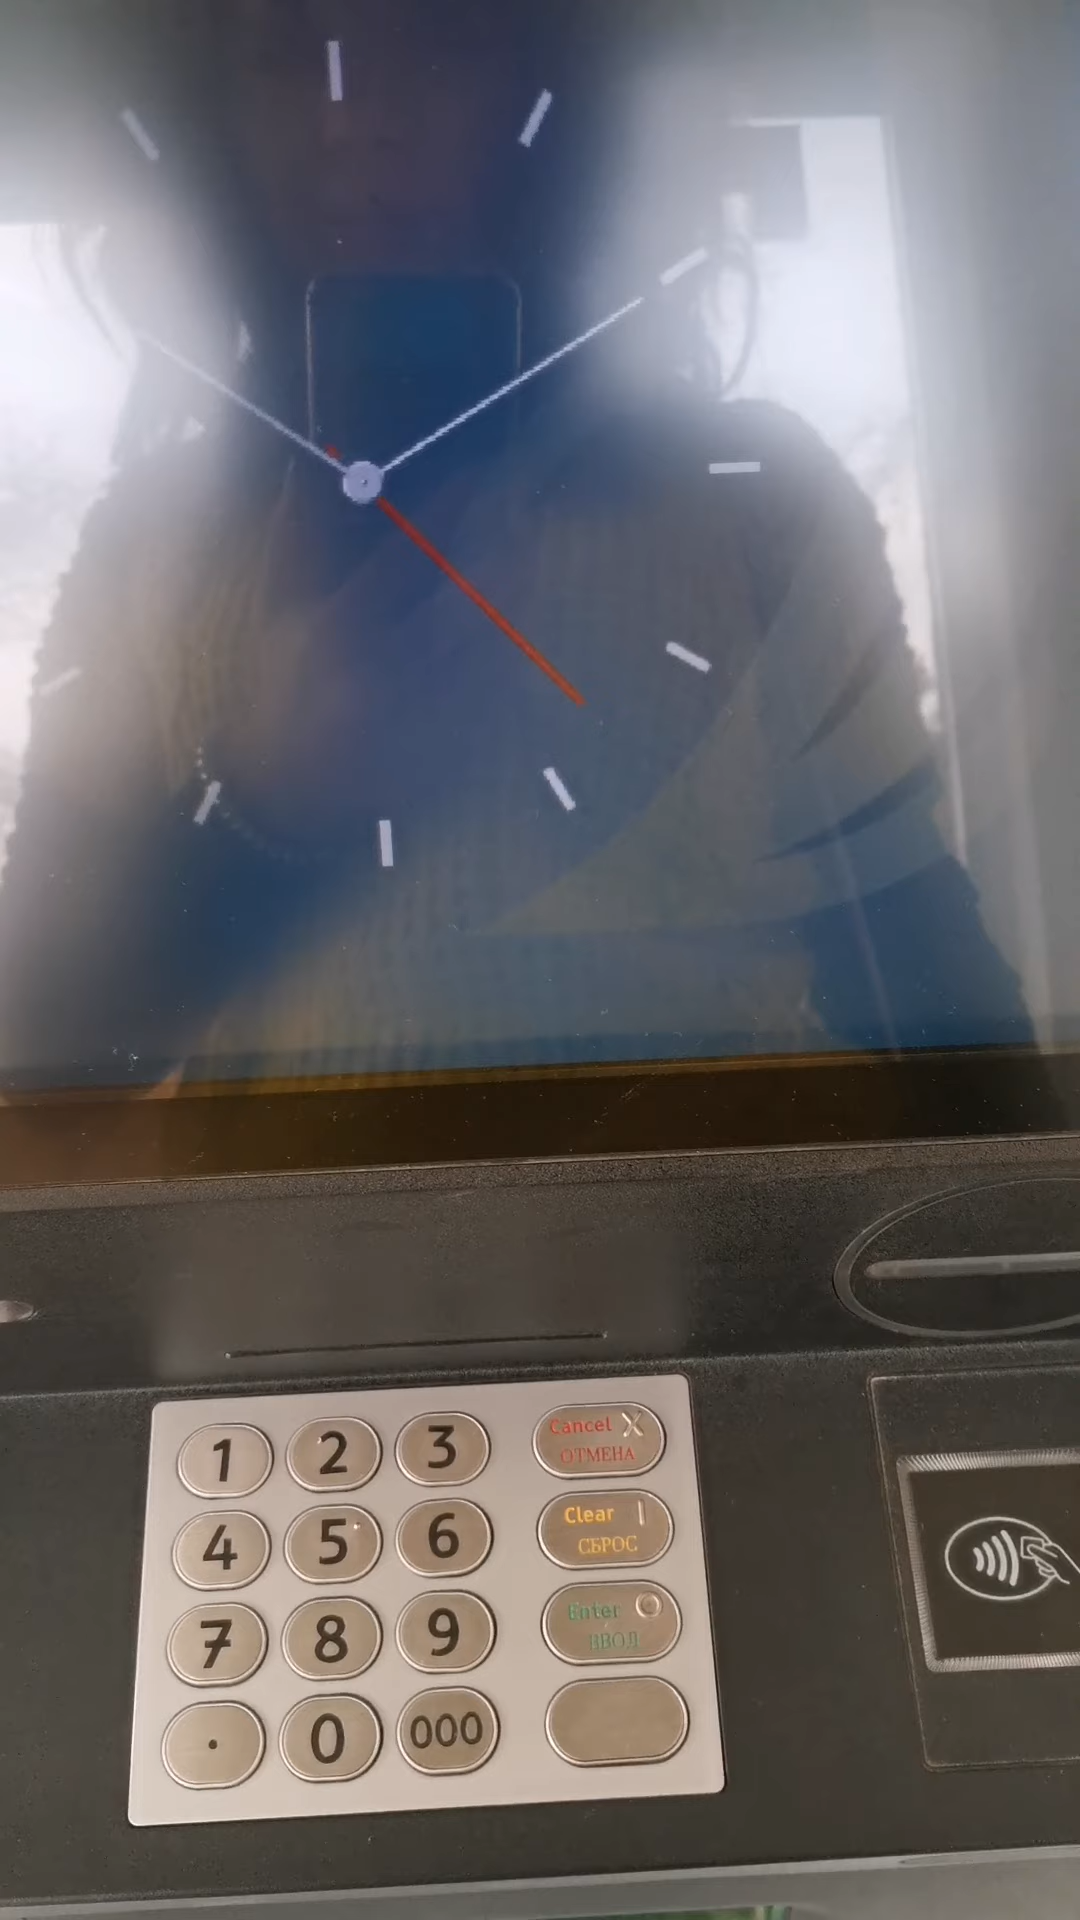 1 2 3 Cancel X
ОТМЕНА
4 5 6 Clear |
СБРОС
7 8 9 Enter O
ВВОД
. 0 000